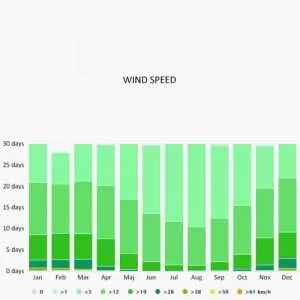 WIND SPEED
30 days
25 days
20 days
15 days
10 days
5 days
0 days
Jan Feb Mar Apr May Jun Jul Aug Sep Oct Nov Dec
0 >1 >5 >12 >19 >28 >38 >50 >61 km/h